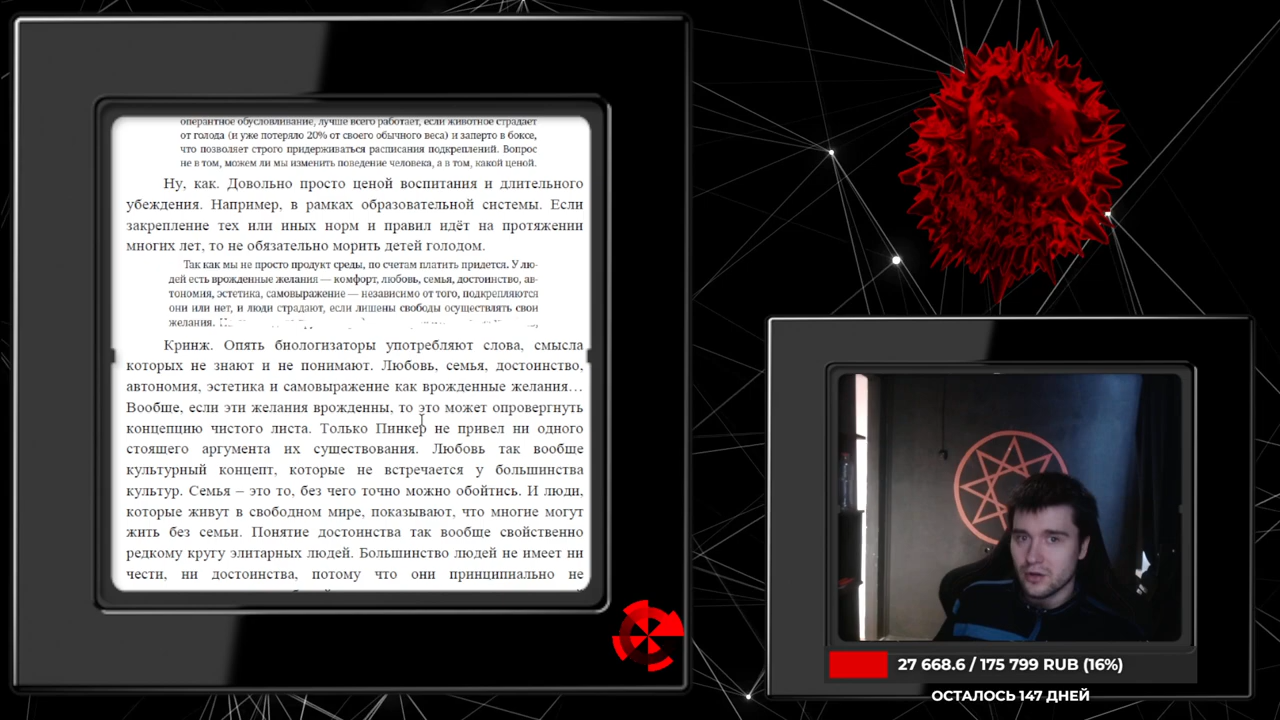 оперантное обусловливание, лучше всего работает, если животное страдает
от голода (и уже потеряло 20% от своего обычного веса) и заперто в боксе,
что позволяет строго придерживаться расписания подкреплений. Вопрос
не в том, можем ли мы изменить поведение человека, а в том, какой ценой.
Ну, как. Довольно просто ценой воспитания и длительного
убеждения. Например, в рамках образовательной системы. Если
закрепление тех или иных норм и правил идёт на протяжении
многих лет, то не обязательно морить детей голодом.
Так как мы не просто продукт среды, по счетам платить придется. У лю-
дей есть врожденные желания — комфорт, любовь, семья, достоинство, ав-
тономия, эстетика, самовыражение — независимо от того, подкрепляются
они или нет, и люди страдают, если лишены свободы осуществлять свои
желания.
Кринж. Опять биологизаторы употребляют слова, смысла
которых не знают и не понимают. Любовь, семья, достоинство,
автономия, эстетика и самовыражение как врожденные желания…
Вообще, если эти желания врожденны, то это может опровергнуть
концепцию чистого листа. Только Пинкер не привел ни одного
стоящего аргумента их существования. Любовь так вообще
культурный концепт, которые не встречается у большинства
культур. Семья – это то, без чего точно можно обойтись. И люди,
которые живут в свободном мире, показывают, что многие могут
жить без семьи. Понятие достоинства так вообще свойственно
редкому кругу элитарных людей. Большинство людей не имеет ни
чести, ни достоинства, потому что они принципиально не
27 668.6 / 175 799 RUB (16%)
ОСТАЛОСЬ 147 ДНЕЙ